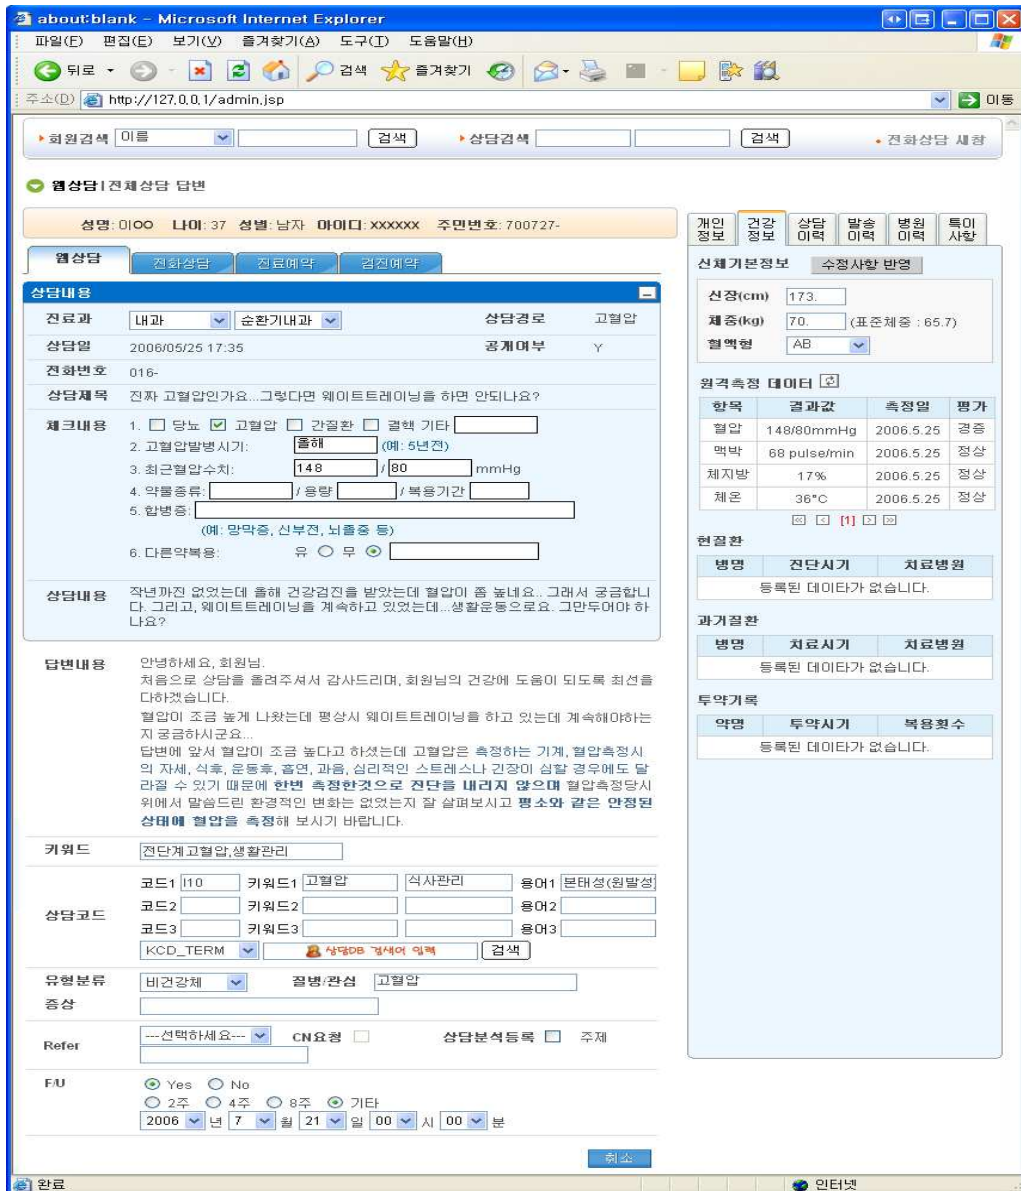 about:blank - Microsoft Internet Explorer
파일(F) 편집(E) 보기(V) 즐겨찾기(A) 도구(T) 도움말(H)
뒤로 검색 즐겨찾기
주소(D) http://127.0.0.1/admin.jsp 이동
회원검색 이름 검색 상담검색 검색 전화상담 새창
웹상담|전체상담 답변
성명: 이OO 나이: 37 성별: 남자 아이디: XXXXXX 주민번호: 700727-
웹상담 전화상담 진료예약 검진예약
상담내용
진료과 내과 순환기내과 상담경로 고혈압
상담일 2006/05/25 17:35 공개여부 Y
전화번호 016-
상담제목 진짜 고혈압인가요...그렇다면 웨이트트레이닝을 하면 안되나요?
체크내용 1. 당뇨 고혈압 간질환 결핵 기타
2. 고혈압발병시기: 올해 (예: 5년전)
3. 최근혈압수치: 148 / 80 mmHg
4. 약물종류: / 용량 / 복용기간
5. 합병증:
(예: 망막증, 신부전, 뇌졸중 등)
6. 다른약복용: 유 무
상담내용 작년까진 없었는데 올해 건강검진을 받았는데 혈압이 좀 높네요.. 그래서 궁금합니
다. 그리고, 웨이트트레이닝을 계속하고 있었는데...생활운동으로요. 그만두어야 하
나요?
답변내용 안녕하세요, 회원님.
처음으로 상담을 올려주셔서 감사드리며, 회원님의 건강에 도움이 되도록 최선을
다하겠습니다.
혈압이 조금 높게 나왔는데 평상시 웨이트트레이닝을 하고 있는데 계속해야하는
지 궁금하시군요...
답변에 앞서 혈압이 조금 높다고 하셨는데 고혈압은 측정하는 기계, 혈압측정시
의 자세, 식후, 운동후, 흡연, 과음, 심리적인 스트레스나 긴장이 심할 경우에도 달
라질 수 있기 때문에 한번 측정한것으로 진단을 내리지 않으며 혈압측정당시
위에서 말씀드린 환경적인 변화는 없었는지 잘 살펴보시고 평소와 같은 안정된
상태에 혈압을 측정해 보시기 바랍니다.
키워드 전단계고혈압,생활관리
상담코드
코드1 I10 키워드1 고혈압 식사관리 용어1 본태성(원발성)
코드2 키워드2 용어2
코드3 키워드3 용어3
KCD_TERM 상담DB 검색어 입력 검색
유형분류 비건강체 질병/관심 고혈압
증상
Refer ---선택하세요--- CN요청 상담분석등록 주제
F/U Yes No
2주 4주 8주 기타
2006 년 7 월 21 일 00 시 00 분
취소
개인정보 건강정보 상담이력 발송이력 병원이력 특이사항
신체기본정보 수정사항 반영
신장(cm) 173.
체중(kg) 70. (표준체중 : 65.7)
혈액형 AB
원격측정 데이터
항목 결과값 측정일 평가
혈압 148/80mmHg 2006.5.25 경증
맥박 68 pulse/min 2006.5.25 정상
체지방 17% 2006.5.25 정상
체온 36°C 2006.5.25 정상
[1]
현질환
병명 진단시기 치료병원
등록된 데이타가 없습니다.
과거질환
병명 치료시기 치료병원
등록된 데이타가 없습니다.
투약기록
약명 투약시기 복용횟수
등록된 데이타가 없습니다.
완료 인터넷